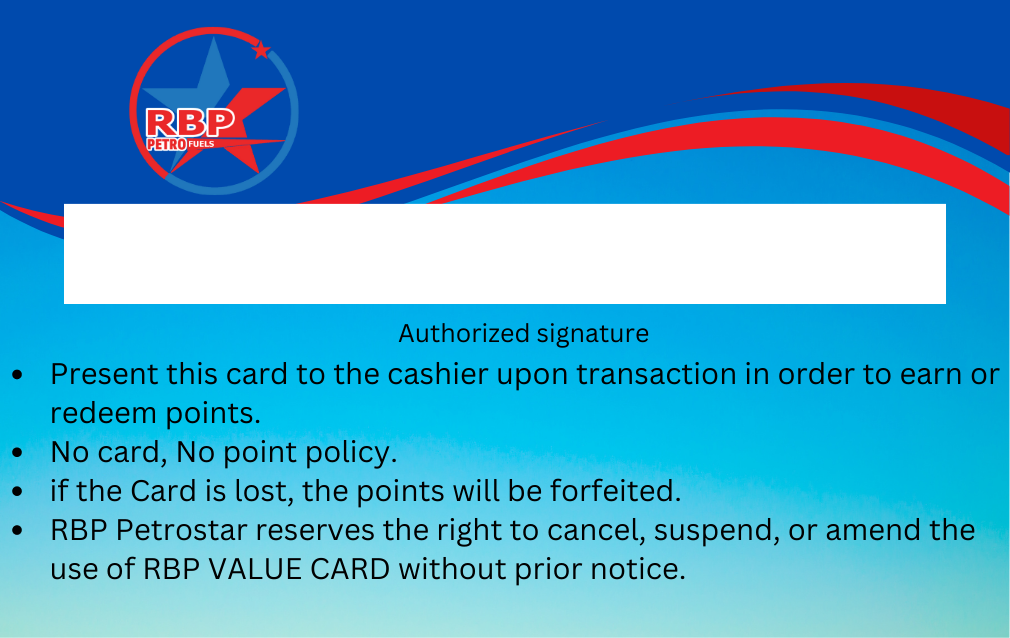 RBP
PETRO FUELS
Authorized signature
• Present this card to the cashier upon transaction in order to earn or
redeem points.
• No card, No point policy.
• if the Card is lost, the points will be forfeited.
• RBP Petrostar reserves the right to cancel, suspend, or amend the
use of RBP VALUE CARD without prior notice.